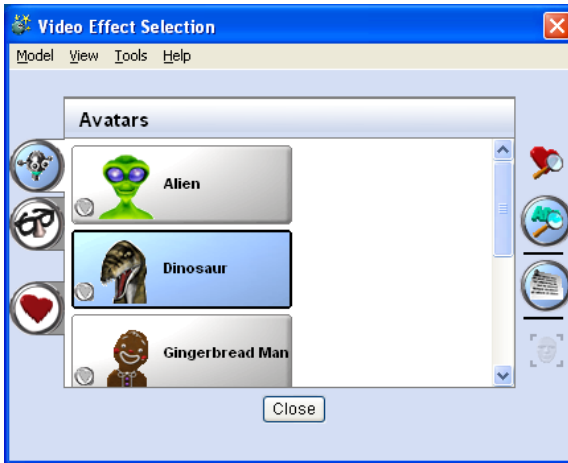 Video Effect Selection
Model View Tools Help
Avatars
Alien
Dinosaur
Gingerbread Man
Close